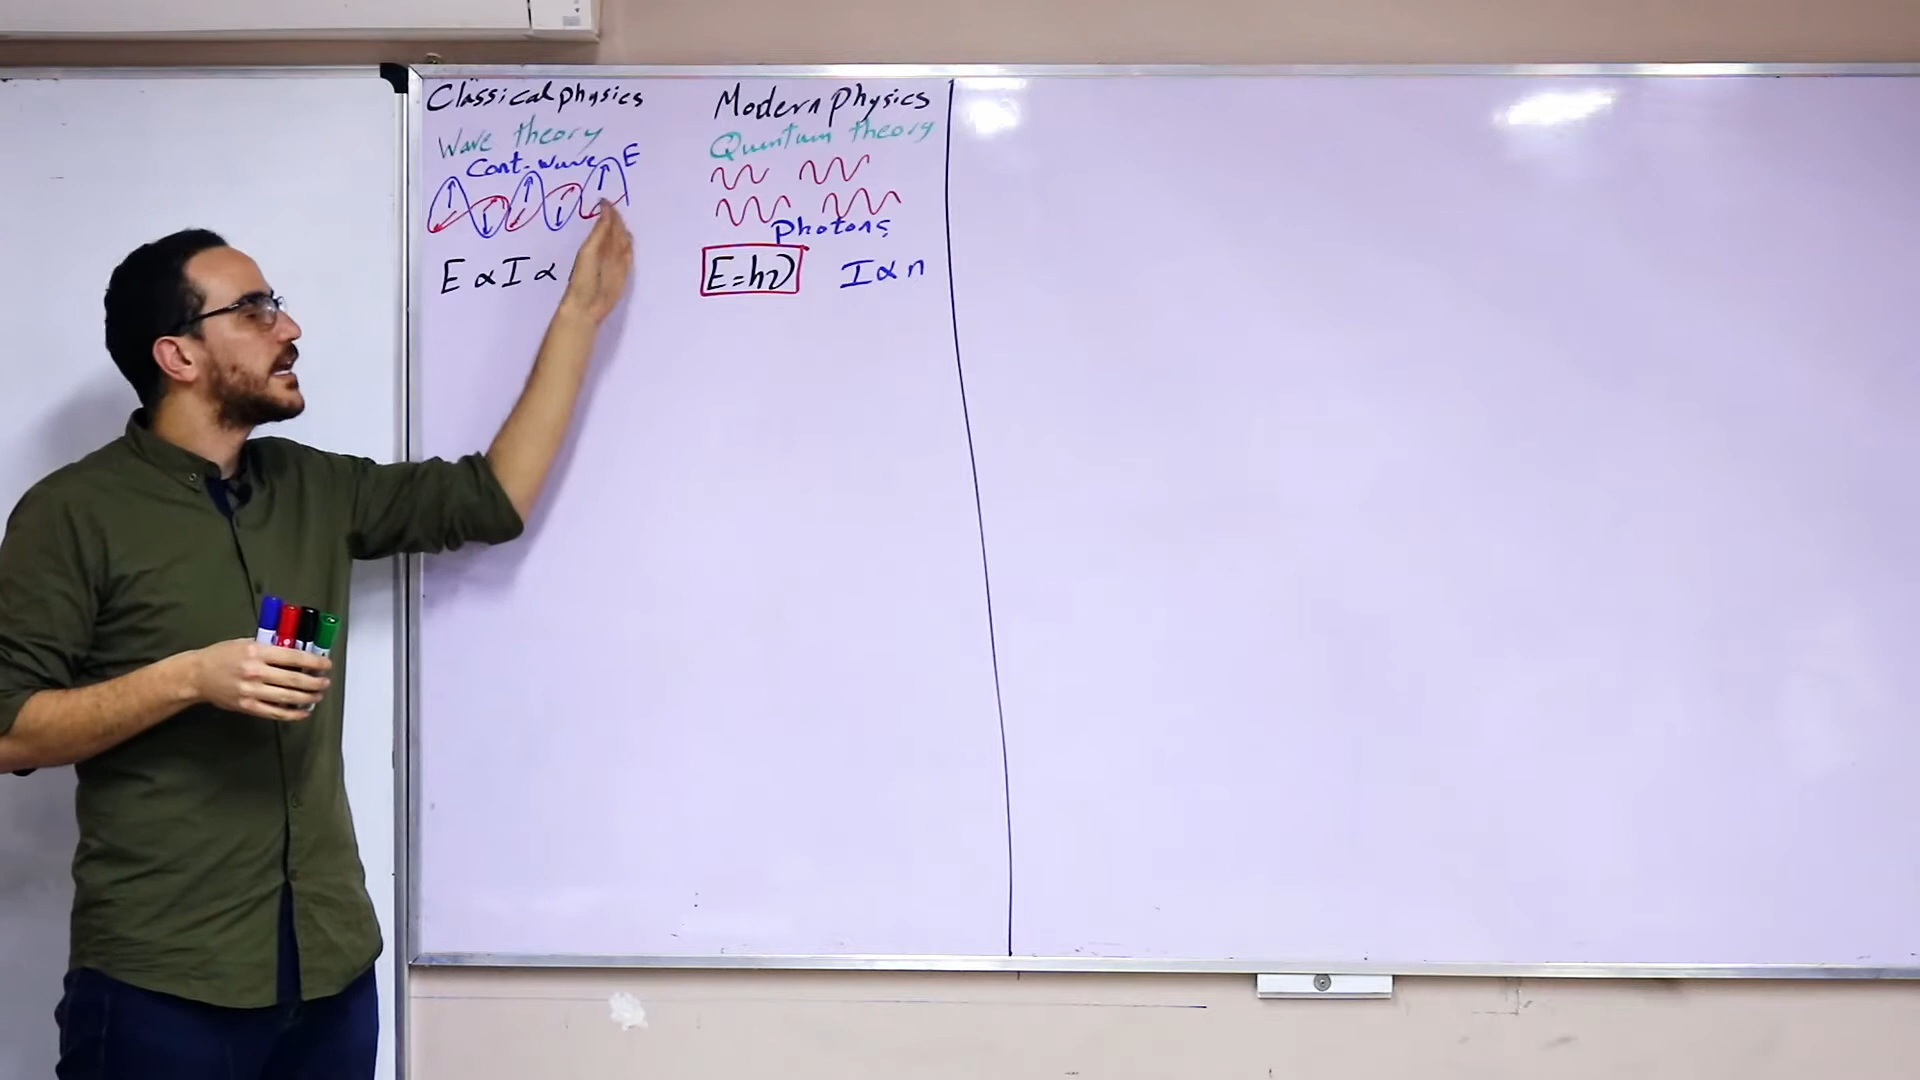 Classical physics
Wave theory
Cont. wave E
E ∝ I ∝
Modern Physics
Quantum theory
Photons
E=hν
I ∝ n